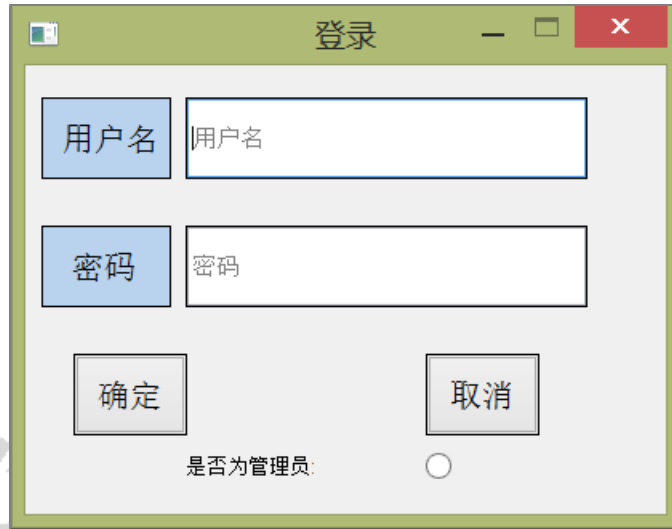 登录
用户名 用户名
密码 密码
确定 取消
是否为管理员: